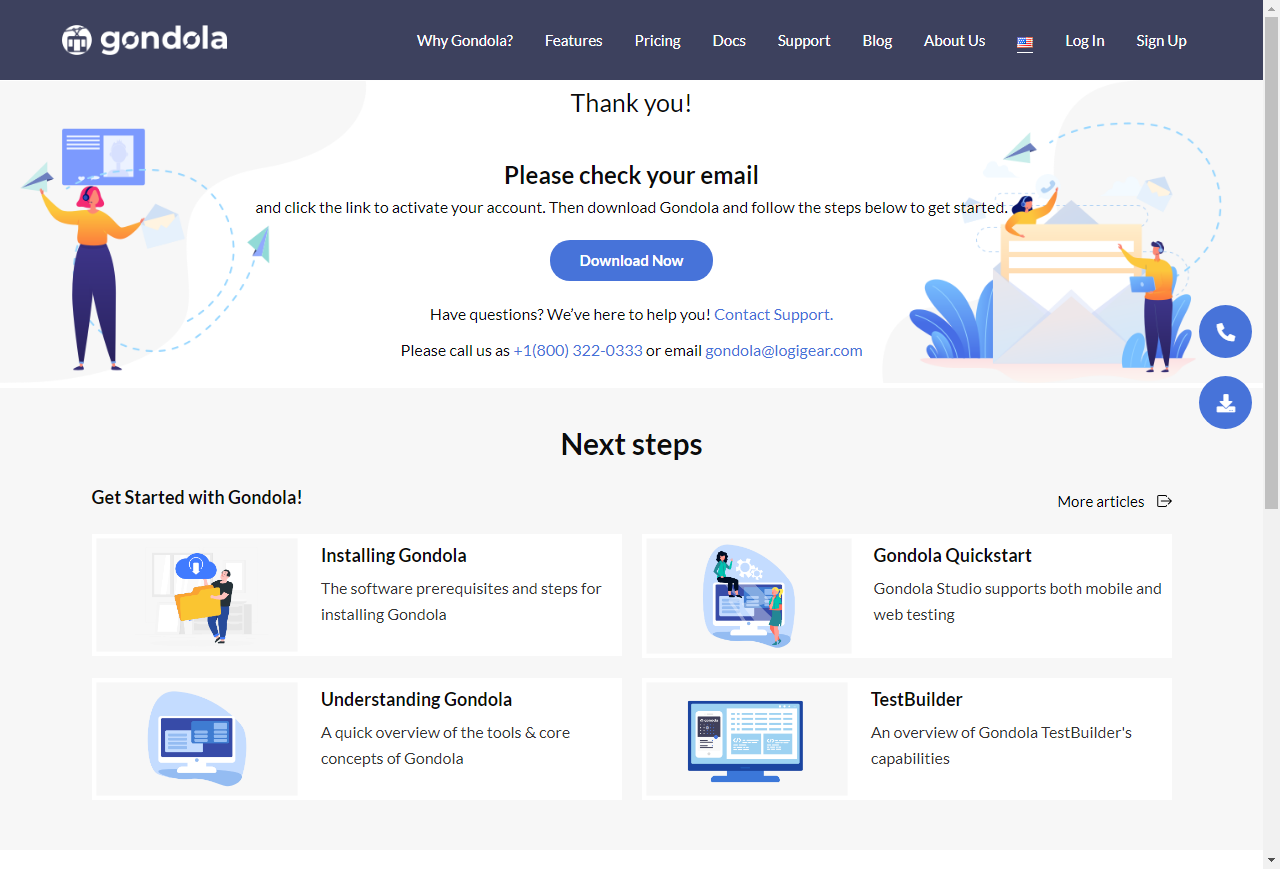 gondola
Why Gondola? Features Pricing Docs Support Blog About Us Log In Sign Up
Thank you!
Please check your email
and click the link to activate your account. Then download Gondola and follow the steps below to get started.
Download Now
Have questions? We’ve here to help you! Contact Support.
Please call us as +1(800) 322-0333 or email gondola@logigear.com
Next steps
Get Started with Gondola!
More articles
Installing Gondola
The software prerequisites and steps for
installing Gondola
Gondola Quickstart
Gondola Studio supports both mobile and
web testing
Understanding Gondola
A quick overview of the tools & core
concepts of Gondola
gondola
TestBuilder
An overview of Gondola TestBuilder's
capabilities